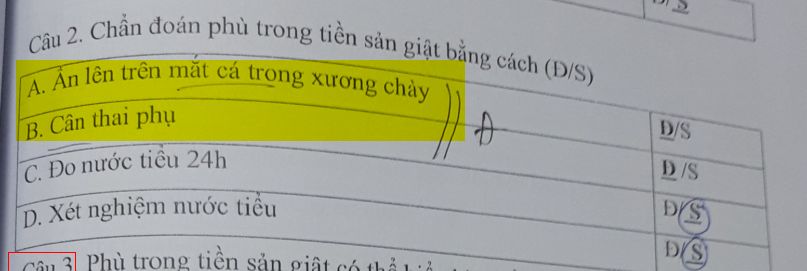 Đ/S
Câu 2. Chẩn đoán phù trong tiền sản giật bằng cách (Đ/S)
A. Ấn lên trên mắt cá trong xương chày
Đ/S
B. Cân thai phụ
Đ/S
C. Đo nước tiểu 24h
Đ/S
D. Xét nghiệm nước tiểu
Đ/S
Đ
Câu 3. Phù trong tiền sản giật có thể